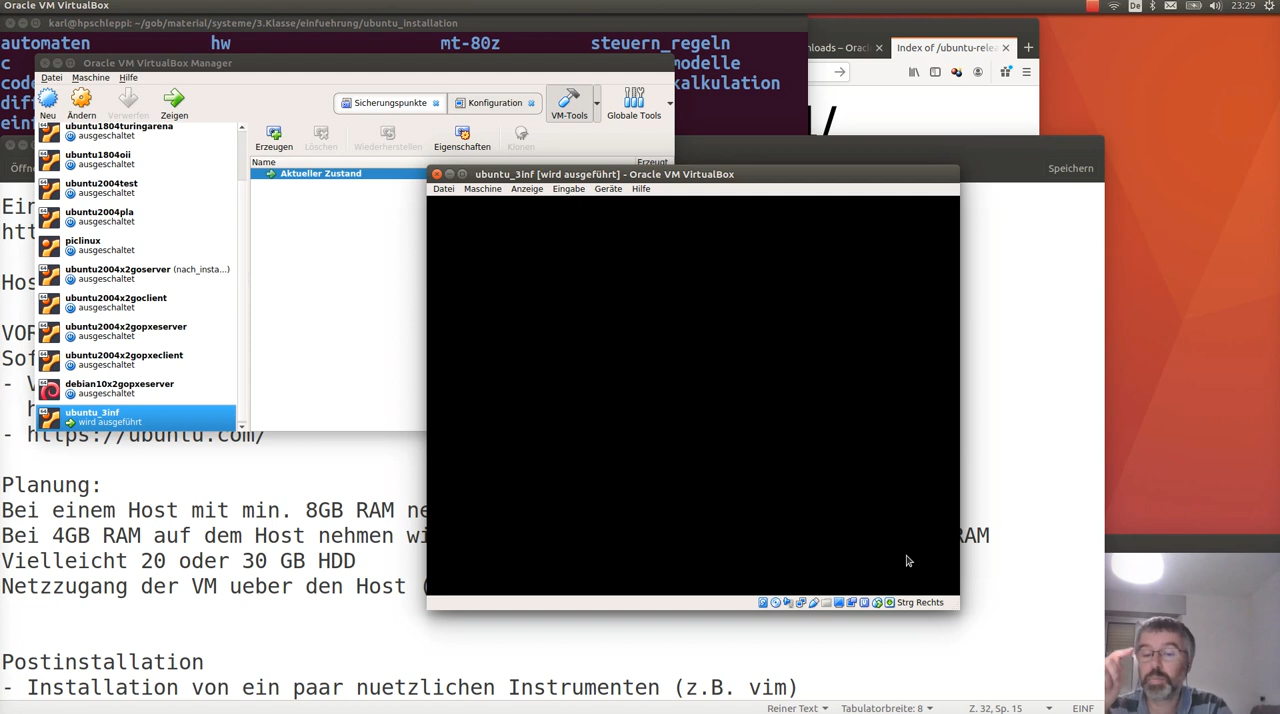 Oracle VM VirtualBox
De
23:29
karl@hpschleppi: ~/gob/material/systeme/3.Klasse/einfuehrung/ubuntu_installation
automaten hw mt-80z steuern_regeln
c
modelle
kalkulation
Oracle VM VirtualBox Manager
Datei Maschine Hilfe
Neu Ändern Verwerfen Zeigen
Sicherungspunkte
Konfiguration
VM-Tools
Globale Tools
ubuntu1804turingarena
ausgeschaltet
ubuntu1804oii
ausgeschaltet
ubuntu2004test
ausgeschaltet
ubuntu2004pla
ausgeschaltet
piclinux
ausgeschaltet
ubuntu2004x2goserver (nach_insta...)
ausgeschaltet
ubuntu2004x2goclient
ausgeschaltet
ubuntu2004x2gopxeserver
ausgeschaltet
ubuntu2004x2gopxeclient
ausgeschaltet
debian10x2gopxeserver
ausgeschaltet
ubuntu_3inf
wird ausgeführt
Erzeugen Löschen Wiederherstellen Eigenschaften Klonen
Name Erzeugt
Aktueller Zustand
nloads – Orac
Index of /ubuntu-relea
Speichern
ubuntu_3inf [wird ausgeführt] - Oracle VM VirtualBox
Datei Maschine Anzeige Eingabe Geräte Hilfe
Strg Rechts
- https://ubuntu.com/
Planung:
Bei einem Host mit min. 8GB RAM ne
Bei 4GB RAM auf dem Host nehmen wi
RAM
Vielleicht 20 oder 30 GB HDD
Netzzugang der VM ueber den Host (
Postinstallation
- Installation von ein paar nuetzlichen Instrumenten (z.B. vim)
Reiner Text Tabulatorbreite: 8 Z. 32, Sp. 15 EINF